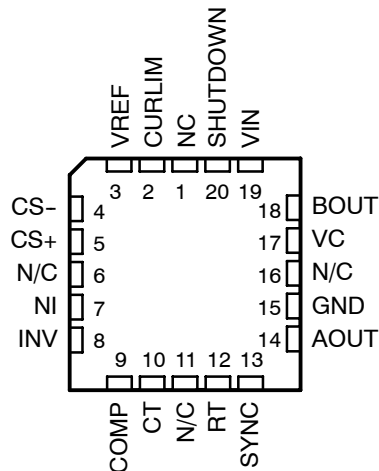 VREF
CURLIM
NC
SHUTDOWN
VIN
3 2 1 20 19
CS− 4
CS+ 5
N/C 6
NI 7
INV 8
18 BOUT
17 VC
16 N/C
15 GND
14 AOUT
9 10 11 12 13
COMP
CT
N/C
RT
SYNC